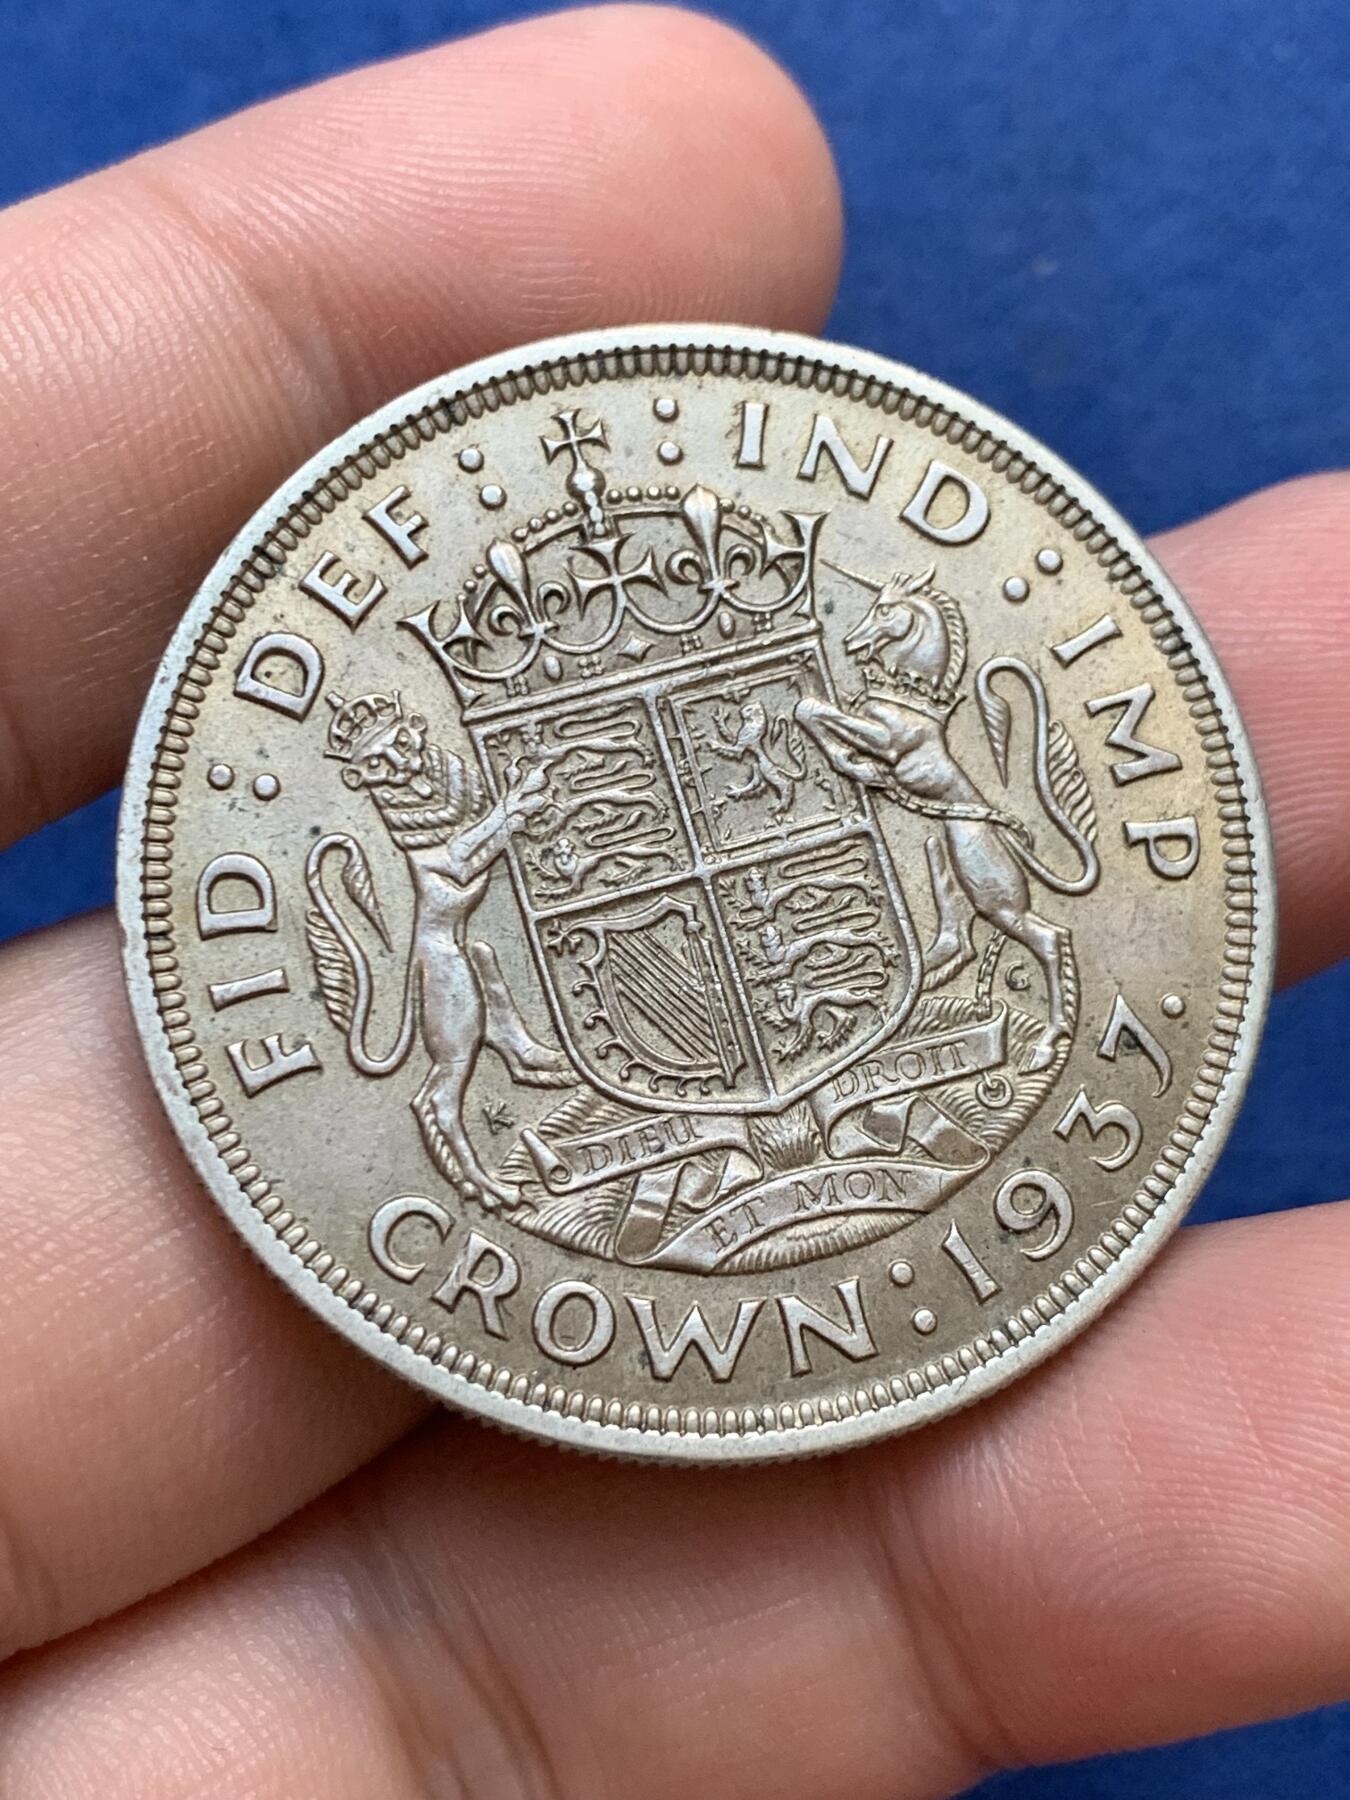 FID : DEF : : IND : IMP
CROWN : 1937.
DIEU ET MON DROIT
K G